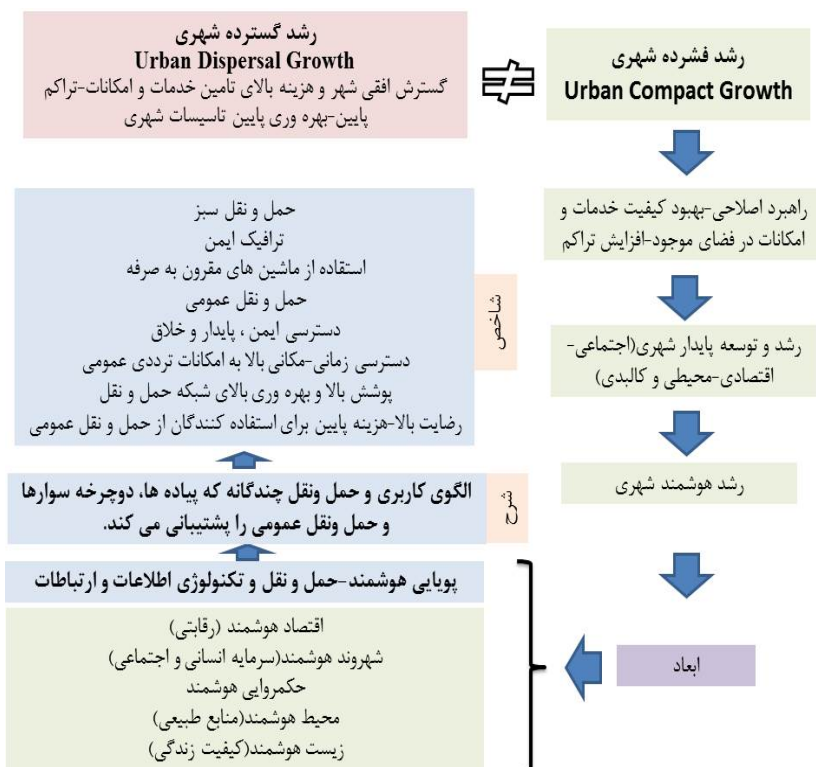 رشد گسترده شهری
Urban Dispersal Growth
گسترش افقی شهر و هزینه بالای تامین خدمات و امکانات-تراکم
پایین-بهره وری پایین تاسیسات شهری
≠
رشد فشرده شهری
Urban Compact Growth
راهبرد اصلاحی-بهبود کیفیت خدمات و
امکانات در فضای موجود-افزایش تراکم
رشد و توسعه پایدار شهری(اجتماعی-
اقتصادی-محیطی و کالبدی)
رشد هوشمند شهری
ابعاد
پویایی هوشمند-حمل و نقل و تکنولوژی اطلاعات و ارتباطات
اقتصاد هوشمند (رقابتی)
شهروند هوشمند(سرمایه انسانی و اجتماعی)
حکمروایی هوشمند
محیط هوشمند(منابع طبیعی)
زیست هوشمند(کیفیت زندگی)
شرح
الگوی کاربری و حمل ونقل چندگانه که پیاده ها، دوچرخه سوارها
و حمل ونقل عمومی را پشتیبانی می کند.
شاخص
حمل و نقل سبز
ترافیک ایمن
استفاده از ماشین های مقرون به صرفه
حمل و نقل عمومی
دسترسی ایمن ، پایدار و خلاق
دسترسی زمانی-مکانی بالا به امکانات ترددی عمومی
پوشش بالا و بهره وری بالای شبکه حمل و نقل
رضایت بالا-هزینه پایین برای استفاده کنندگان از حمل و نقل عمومی